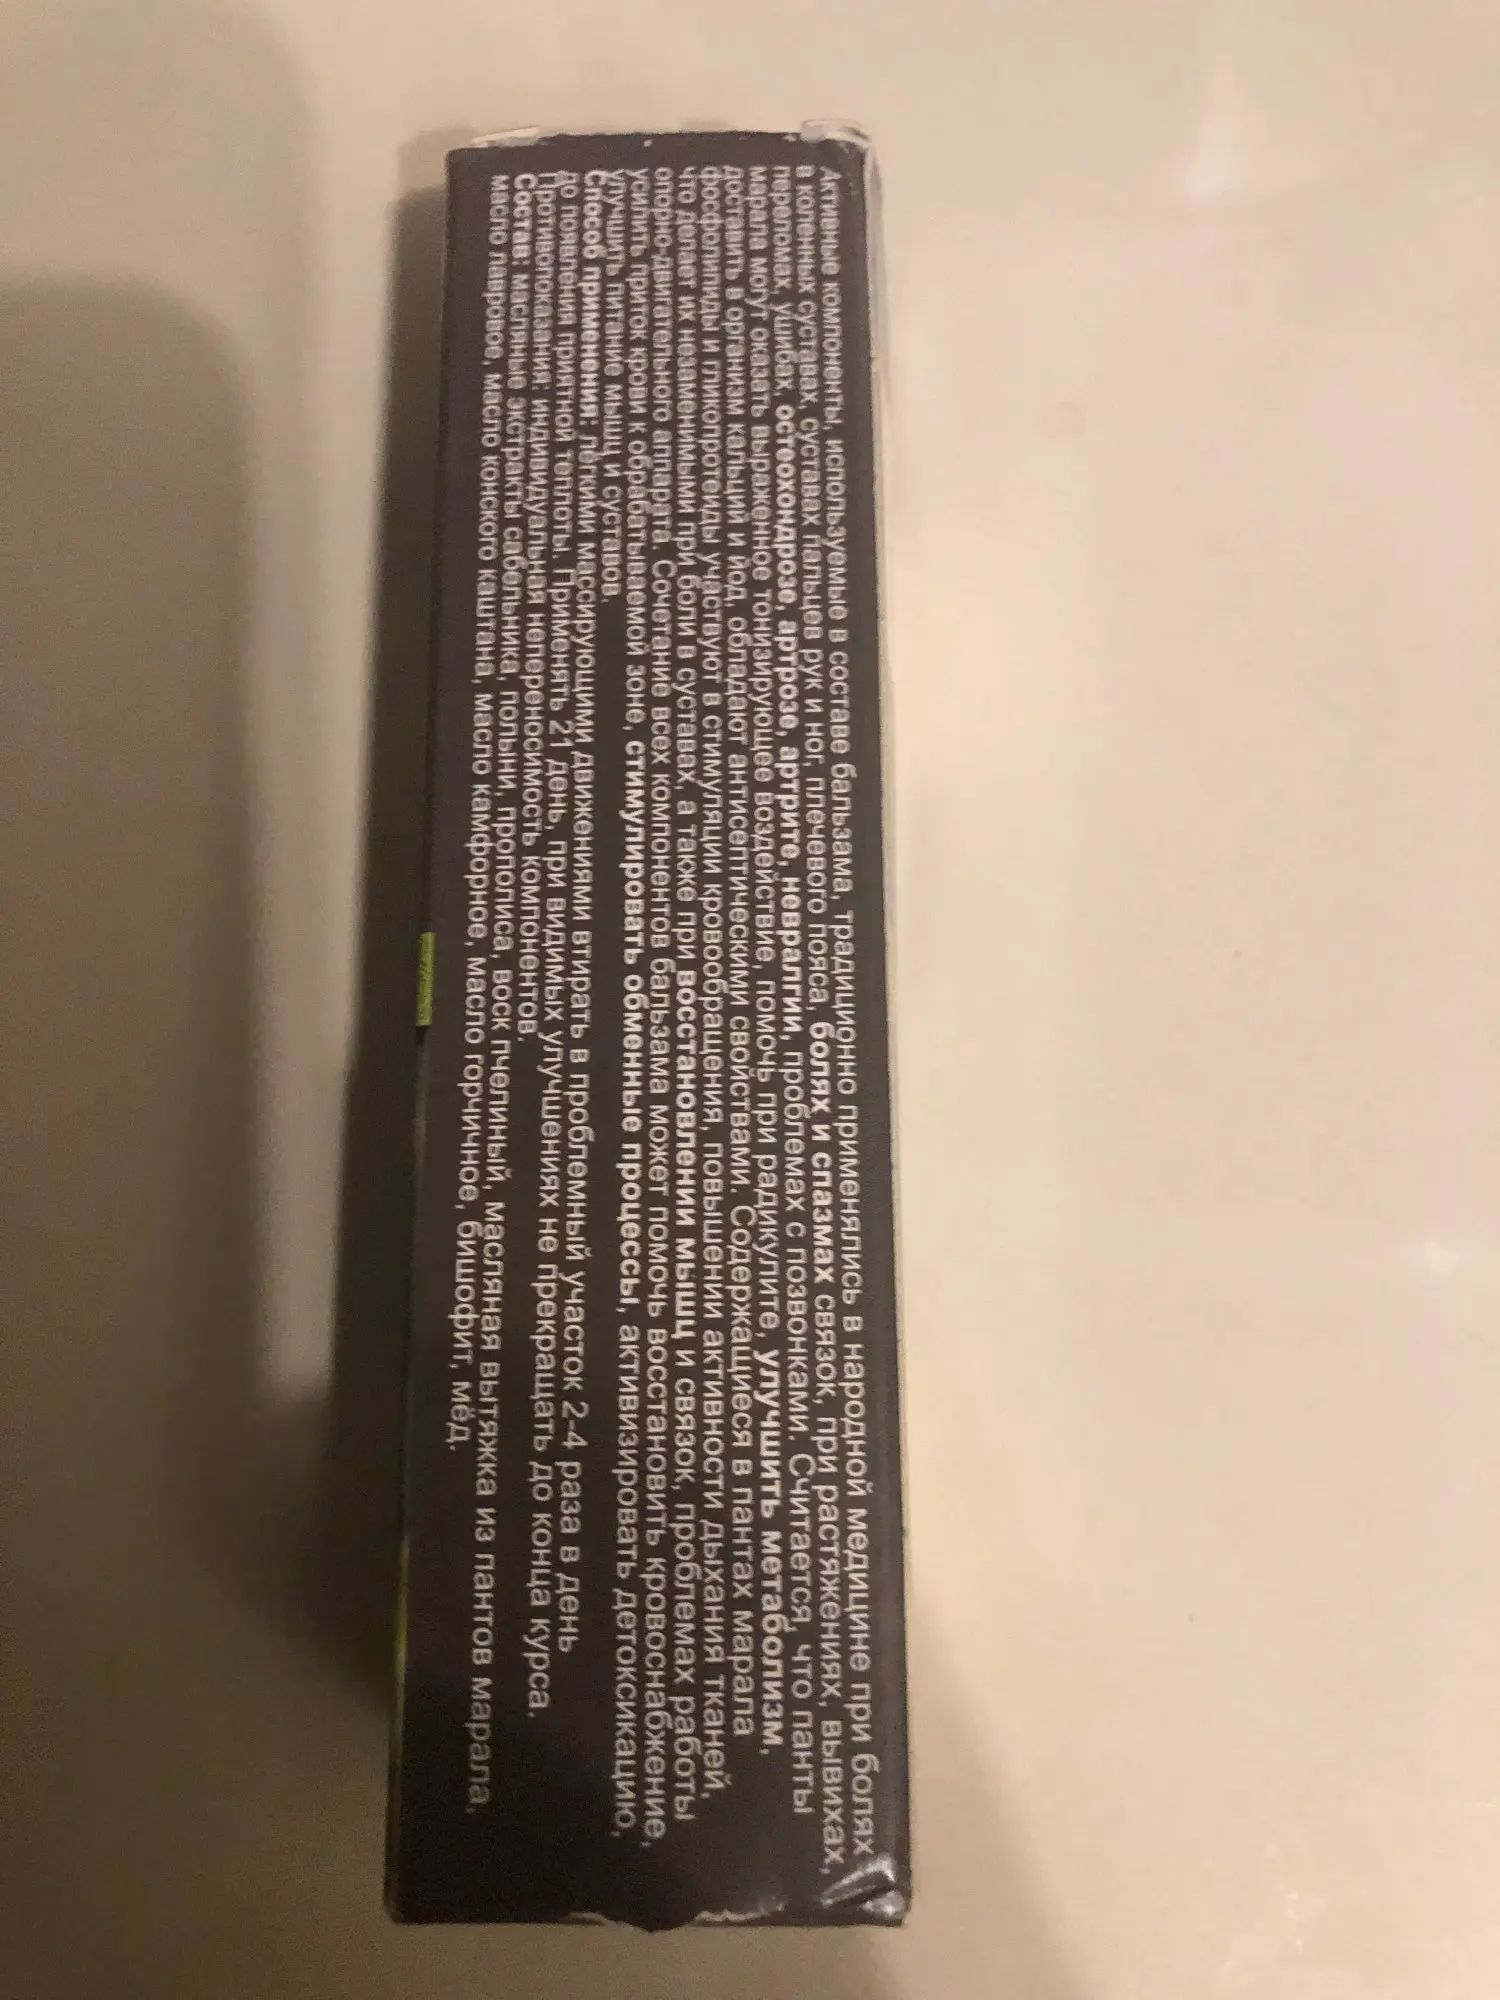 Активные компоненты, используемые в составе бальзама, традиционно применялись в народной медицине при болях
в коленных суставах, суставах пальцев рук и ног, плечевого пояса, болях и спазмах связок, при растяжениях, вывихах,
переломах, ушибах, остеохондрозе, артрозе, артрите, невралгии, проблемах с позвонками. Считается, что панты
марала могут оказать выраженное тонизирующее воздействие, помочь при радикулите, улучшить метаболизм,
доставить в организм кальций и йод, обладают антисептическими свойствами. Содержащиеся в пантах марала
фосфолипиды и гликопротеиды участвуют в стимуляции кровообращения, повышении активности дыхания тканей,
что делает их незаменимыми при боли в суставах, а также при восстановлении мышц и связок, проблемах работы
опорно-двигательного аппарата. Сочетание всех компонентов бальзама может помочь восстановить кровоснабжение,
усилить приток крови к обрабатываемой зоне, стимулировать обменные процессы, активизировать детоксикацию,
улучшить питание мышц и суставов.
Способ применения: лёгкими массирующими движениями втирать в проблемный участок 2-4 раза в день
до появления приятной теплоты. Применять 21 день, при видимых улучшениях не прекращать до конца курса.
Противопоказания: индивидуальная непереносимость компонентов.
Состав: масляные экстракты сабельника, полыни, прополиса, воск пчелиный, масляная вытяжка из пантов марала,
масло лавровое, масло конского каштана, масло камфорное, масло горчичное, бишофит, мёд.